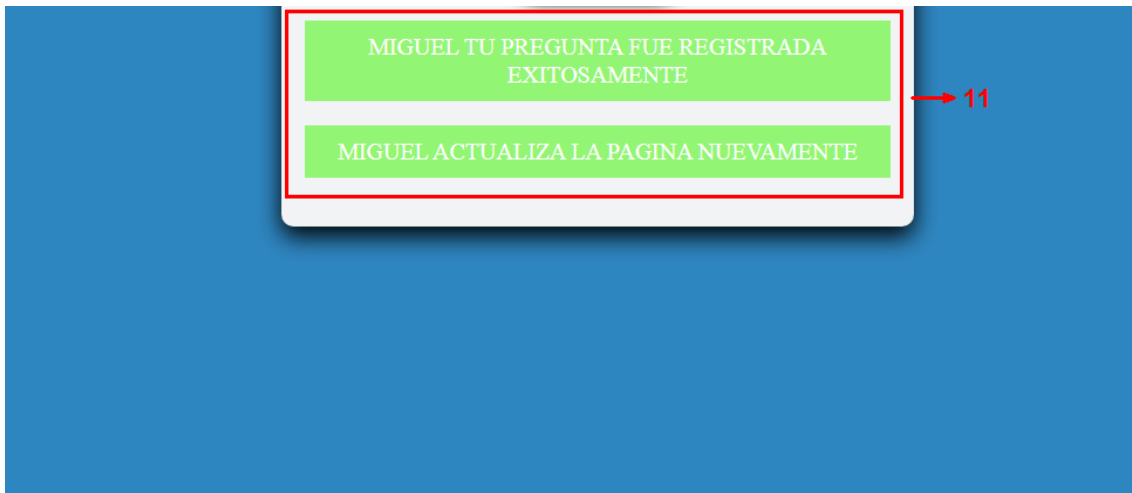 MIGUEL TU PREGUNTA FUE REGISTRADA
EXITOSAMENTE
11
MIGUEL ACTUALIZA LA PAGINA NUEVAMENTE